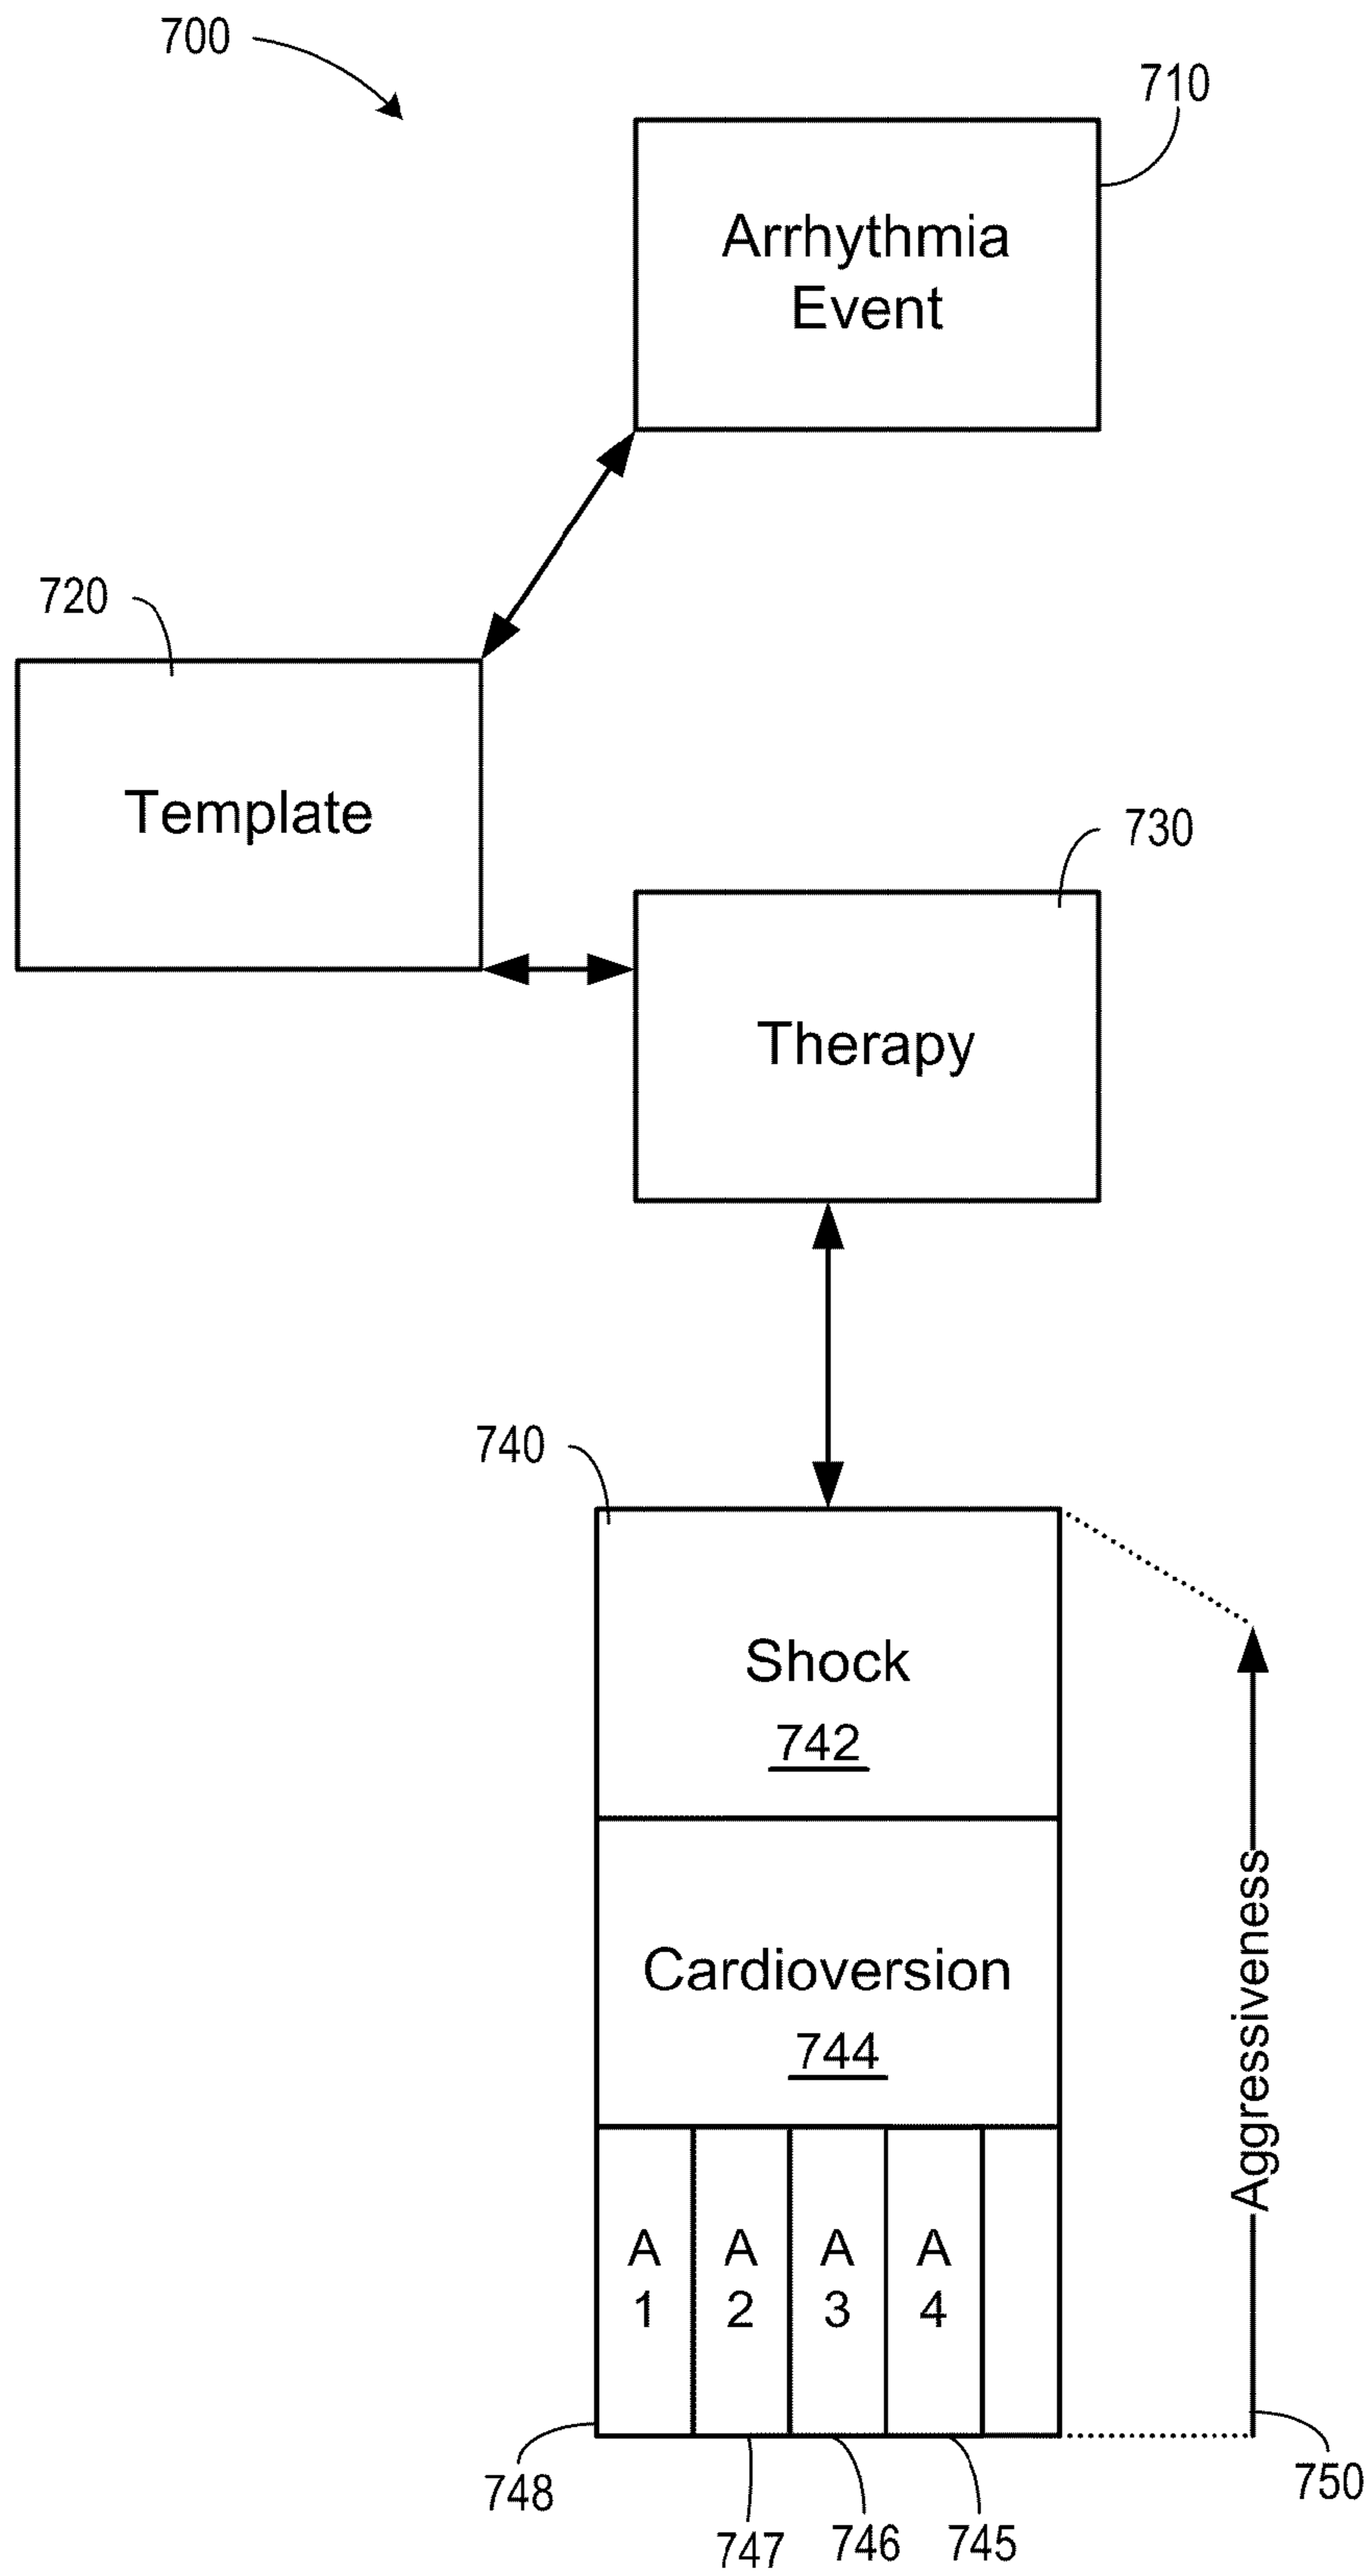 700
710
Arrhythmia
Event
720
Template
730
Therapy
740
Shock
742
Cardioversion
744
Aggressiveness
A A A A
1 2 3 4
748
747
746
745
750